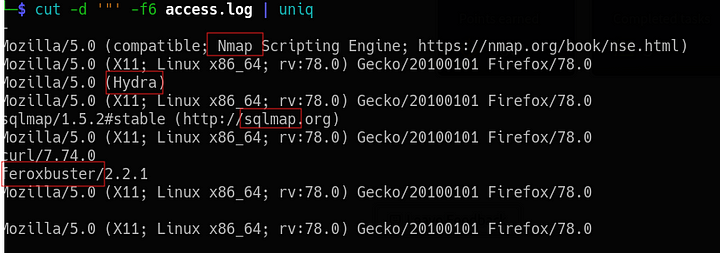 ─$ cut -d '"' -f6 access.log | uniq
-
Mozilla/5.0 (compatible; Nmap Scripting Engine; https://nmap.org/book/nse.html)
Mozilla/5.0 (X11; Linux x86_64; rv:78.0) Gecko/20100101 Firefox/78.0
Mozilla/5.0 (Hydra)
Mozilla/5.0 (X11; Linux x86_64; rv:78.0) Gecko/20100101 Firefox/78.0
sqlmap/1.5.2#stable (http://sqlmap.org)
Mozilla/5.0 (X11; Linux x86_64; rv:78.0) Gecko/20100101 Firefox/78.0
curl/7.74.0
feroxbuster/2.2.1
Mozilla/5.0 (X11; Linux x86_64; rv:78.0) Gecko/20100101 Firefox/78.0
Mozilla/5.0 (X11; Linux x86_64; rv:78.0) Gecko/20100101 Firefox/78.0